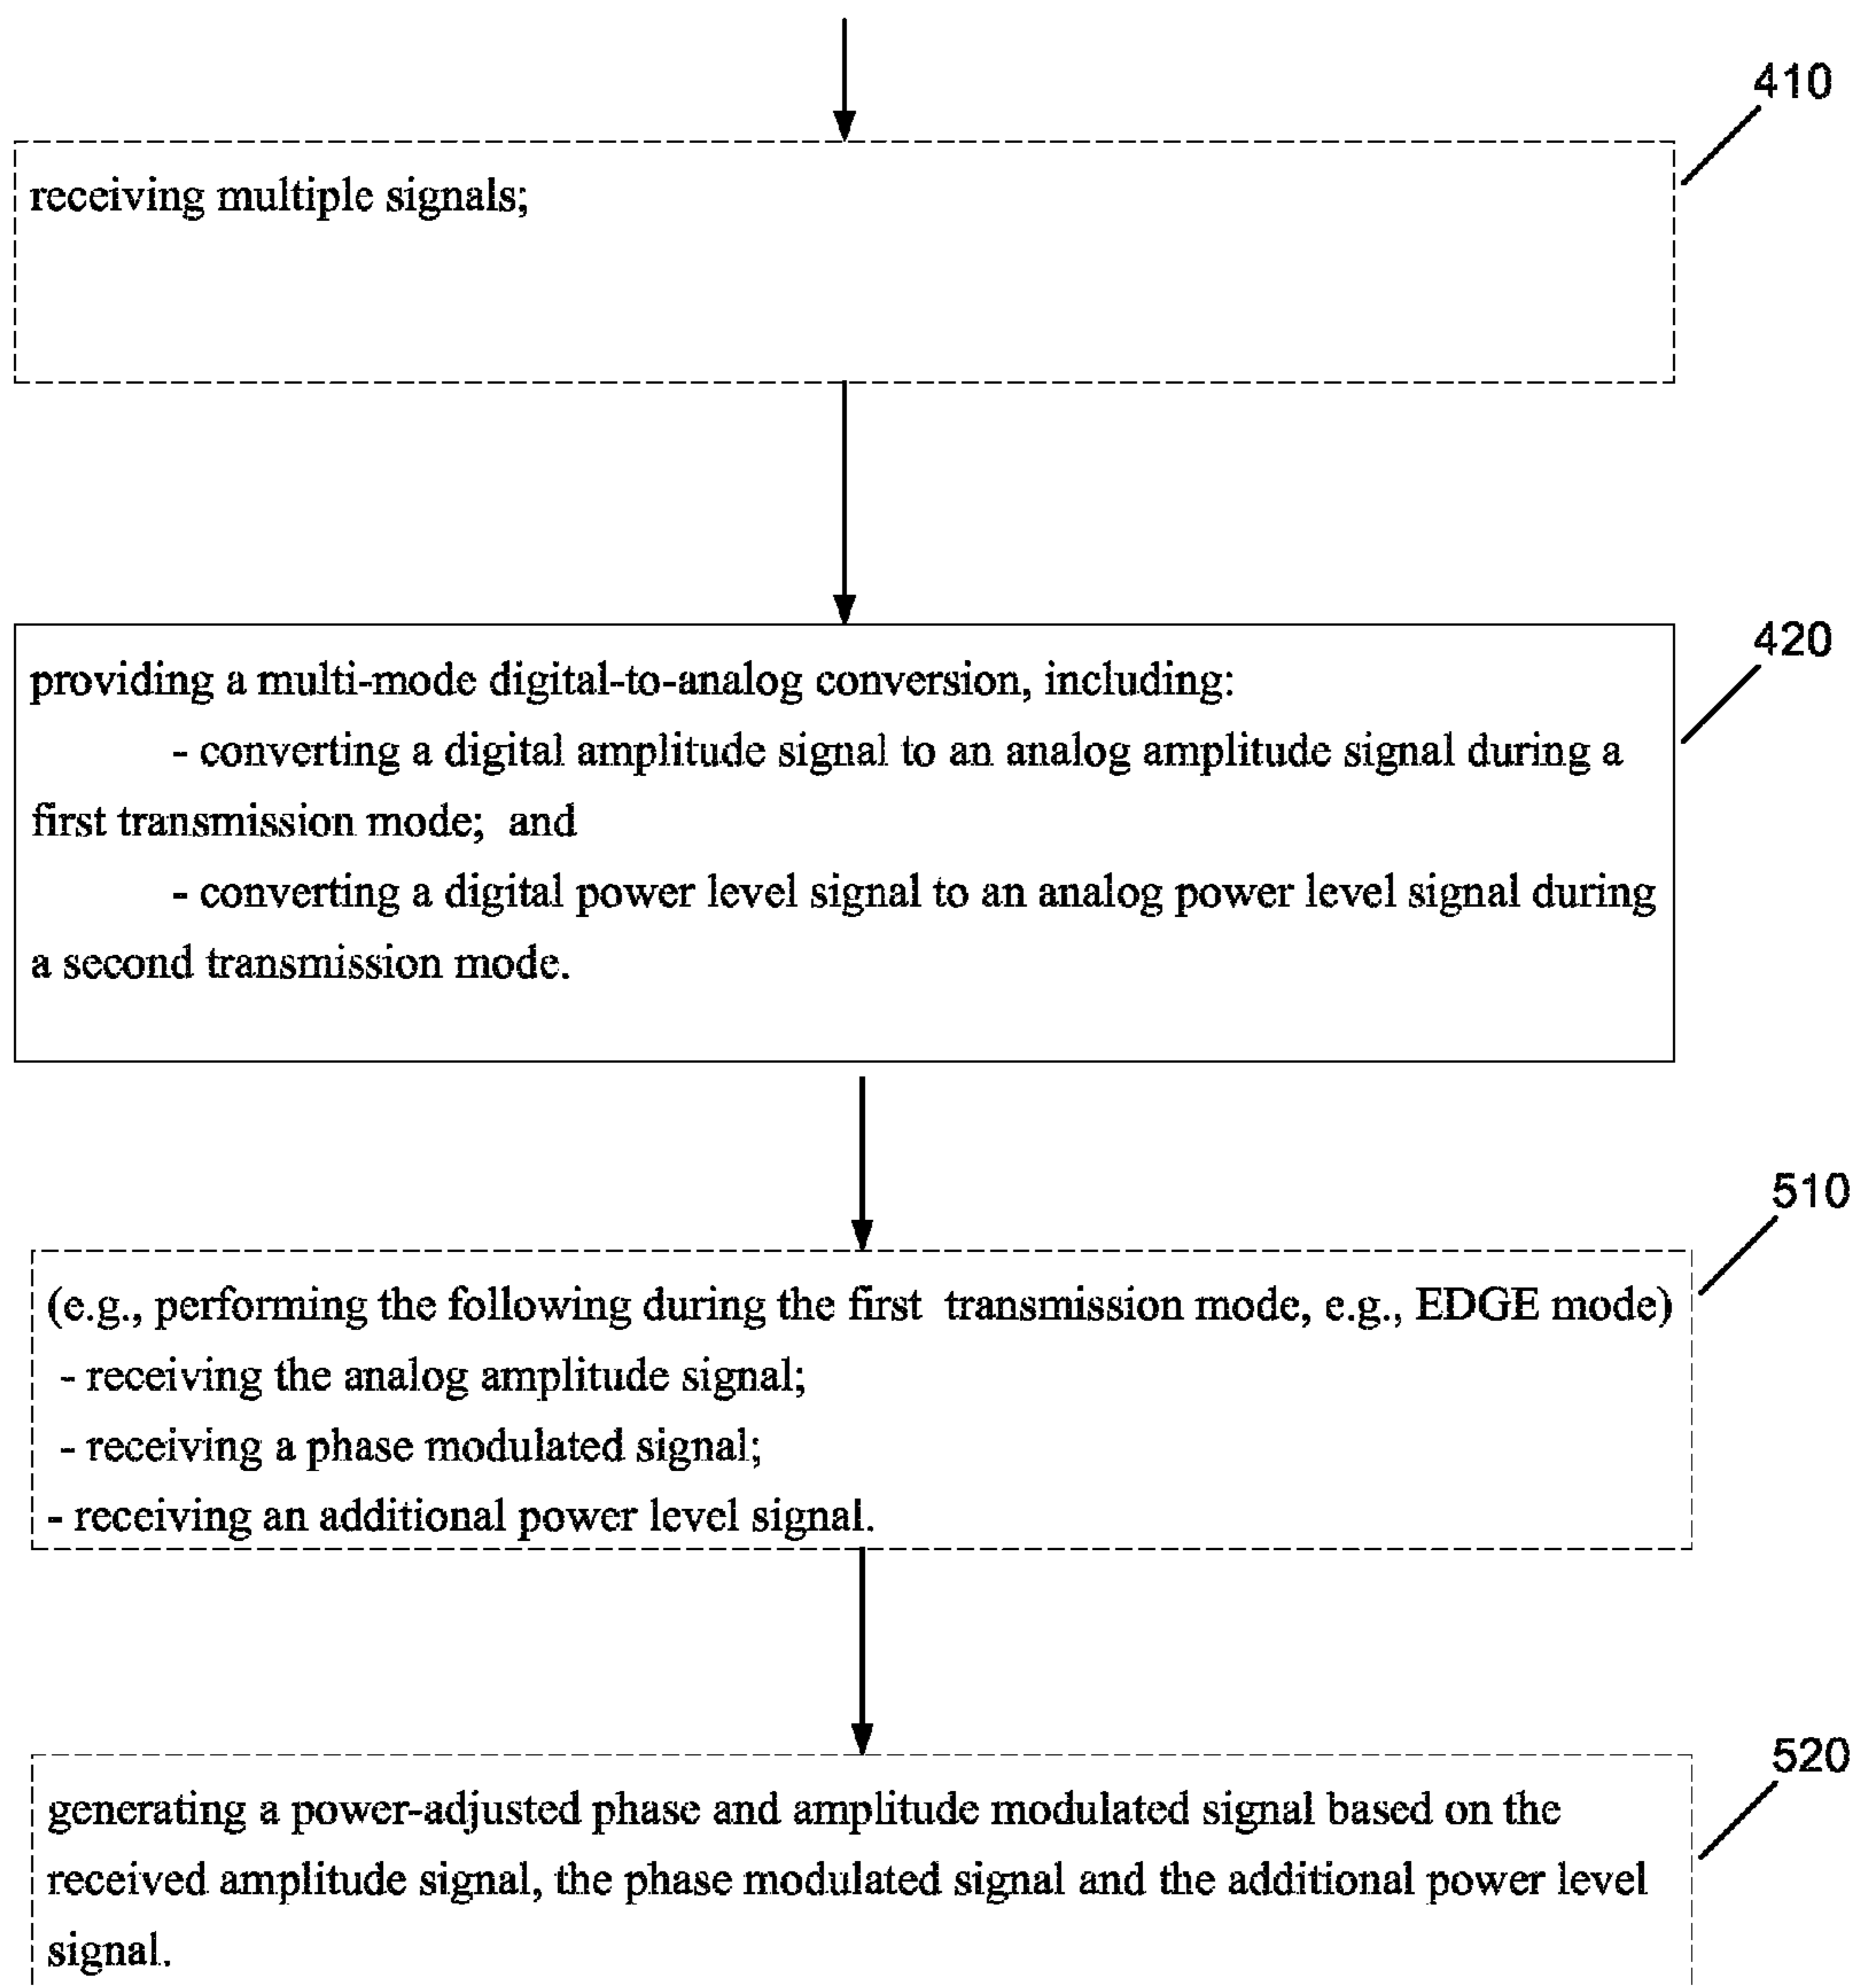 410
receiving multiple signals;
420
providing a multi-mode digital-to-analog conversion, including:
- converting a digital amplitude signal to an analog amplitude signal during a
first transmission mode; and
- converting a digital power level signal to an analog power level signal during
a second transmission mode.
510
(e.g., performing the following during the first transmission mode, e.g., EDGE mode)
- receiving the analog amplitude signal;
- receiving a phase modulated signal;
- receiving an additional power level signal.
520
generating a power-adjusted phase and amplitude modulated signal based on the
received amplitude signal, the phase modulated signal and the additional power level
signal.